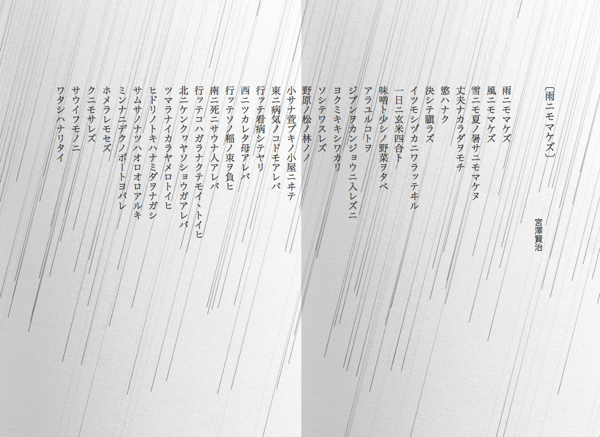 〔雨ニモマケズ〕
宮澤賢治
雨ニモマケズ
風ニモマケズ
雪ニモ夏ノ暑サニモマケヌ
丈夫ナカラダヲモチ
慾ハナク
決シテ瞋ラズ
イツモシヅカニワラッテヰル
一日ニ玄米四合ト
味噌ト少シノ野菜ヲタベ
アラユルコトヲ
ジブンヲカンジョウニ入レズニ
ヨクミキキシワカリ
ソシテワスレズ
野原ノ松ノ林ノノ
小サナ萓ブキノ小屋ニヰテ
東ニ病気ノコドモアレバ
行ッテ看病シテヤリ
西ニツカレタ母アレバ
行ッテソノ稲ノ束ヲ負ヒ
南ニ死ニサウナ人アレバ
行ッテコハガラナクテモイヽトイヒ
北ニケンクヮヤソショウガアレバ
ツマラナイカラヤメロトイヒ
ヒドリノトキハナミダヲナガシ
サムサノナツハオロオロアルキ
ミンナニデクノボートヨバレ
ホメラレモセズ
クニモサレズ
サウイフモノニ
ワタシハナリタイ